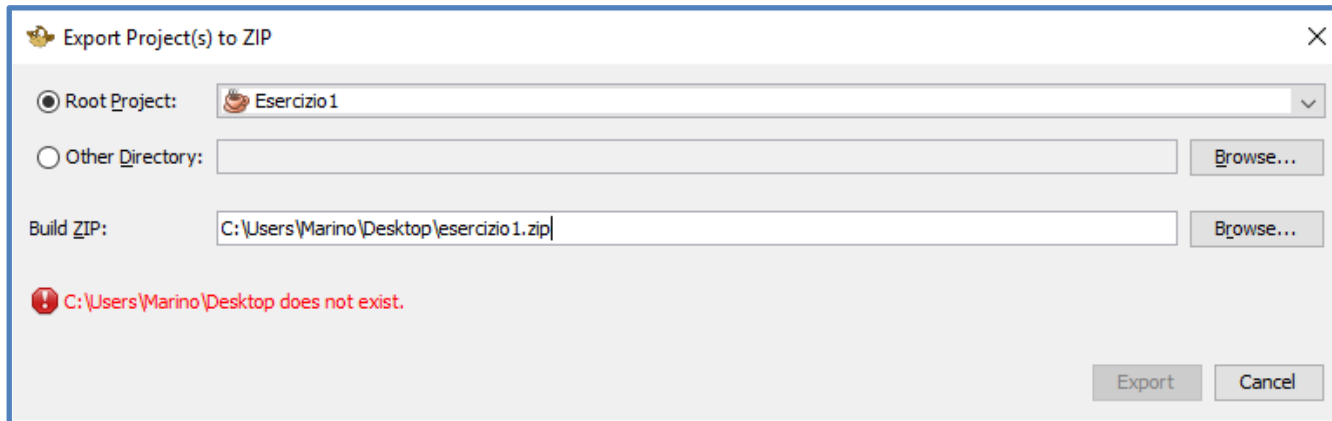 Export Project(s) to ZIP
Root Project: Esercizio1
Other Directory: Browse...
Build ZIP: C:\Users\Marino\Desktop\esercizio1.zip Browse...
C:\Users\Marino\Desktop does not exist.
Export Cancel